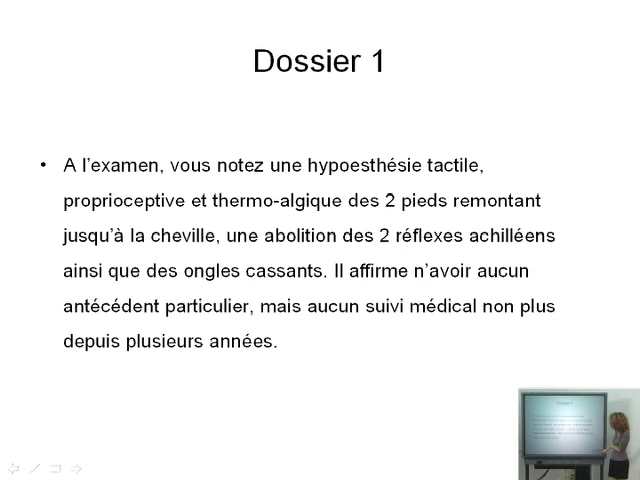 Dossier 1
• A l'examen, vous notez une hypoesthésie tactile,
proprioceptive et thermo-algique des 2 pieds remontant
jusqu'à la cheville, une abolition des 2 réflexes achilléens
ainsi que des ongles cassants. Il affirme n'avoir aucun
antécédent particulier, mais aucun suivi médical non plus
depuis plusieurs années.